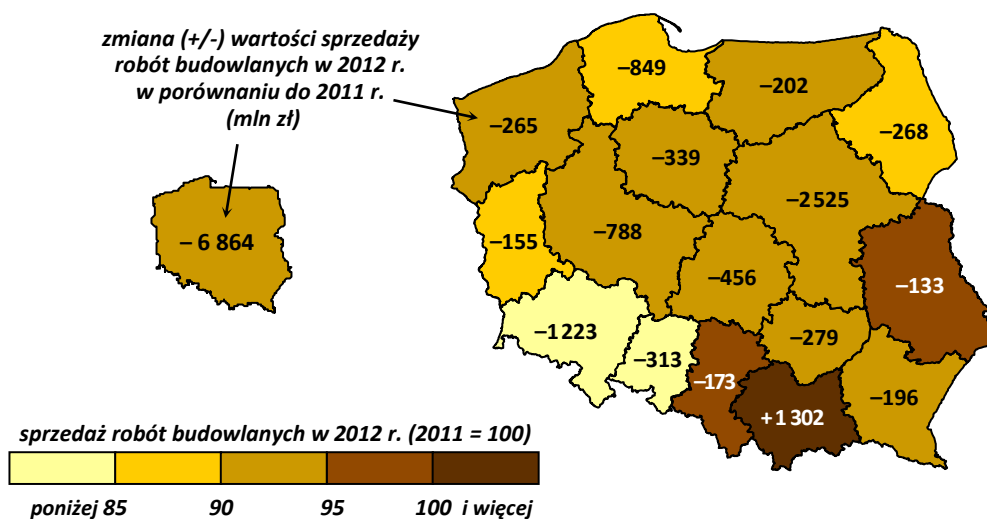 zmiana (+/-) wartości sprzedaży
robót budowlanych w 2012 r.
w porównaniu do 2011 r.
(mln zł)
– 6 864
–849
–202
–265
–268
–339
–2 525
–155
–788
–456
–133
–1 223
–313
–279
–173
–196
+1 302
sprzedaż robót budowlanych w 2012 r. (2011 = 100)
poniżej 85 90 95 100 i więcej